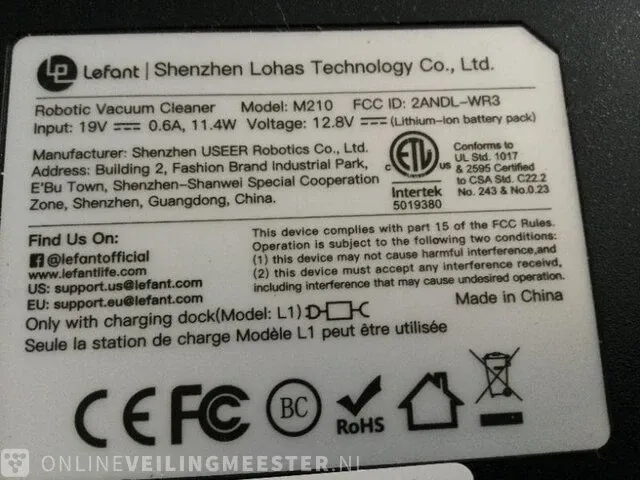 Lefant | Shenzhen Lohas Technology Co., Ltd.
Robotic Vacuum Cleaner Model: M210 FCC ID: 2ANDL-WR3
Input: 19V 0.6A, 11.4W Voltage: 12.8V (Lithium-Ion battery pack)
Manufacturer: Shenzhen USEER Robotics Co., Ltd.
Address: Building 2, Fashion Brand Industrial Park,
E'Bu Town, Shenzhen-Shanwei Special Cooperation
Zone, Shenzhen, Guangdong, China.
c ETL us
Intertek
5019380
Conforms to
UL Std. 1017
& 2595 Certified
to CSA Std. C22.2
No. 243 & No.0.23
Find Us On:
@lefantofficial
www.lefantlife.com
US: support.us@lefant.com
EU: support.eu@lefant.com
This device complies with part 15 of the FCC Rules.
Operation is subject to the following two conditions:
(1) this device may not cause harmful interference,and
(2) this device must accept any interference receivd,
including interference that may cause undesired operation.
Made in China
Only with charging dock(Model: L1)
Seule la station de charge Modèle L1 peut être utilisée
CE FC BC RoHS
ONLINEVEILINGMEESTER.NL